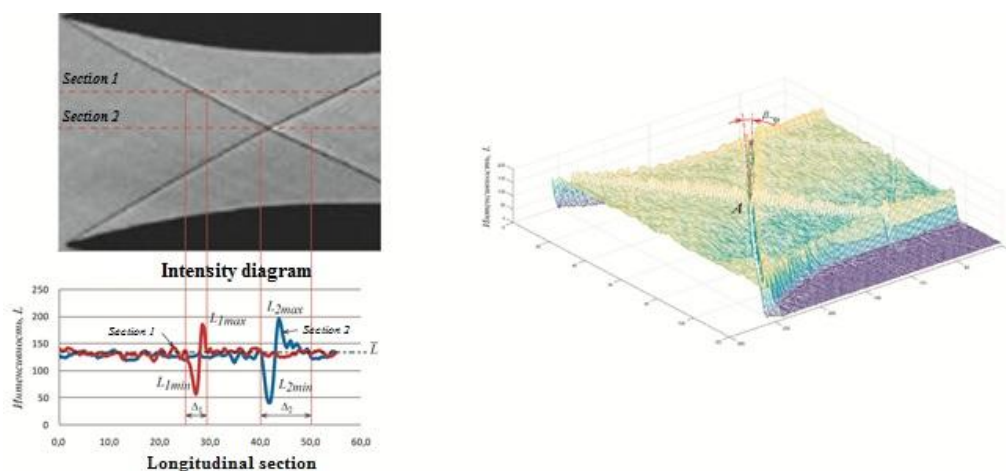 Section 1
Section 2
Intensity diagram
Интенсивность, L
250
200
150
100
50
0
Section 1
L1max
L2max
Section 2
L̅
L1min
L2min
Δ1
Δ2
0,0
10,0
20,0
30,0
40,0
50,0
60,0
Longitudinal section
A
Интенсивность, L